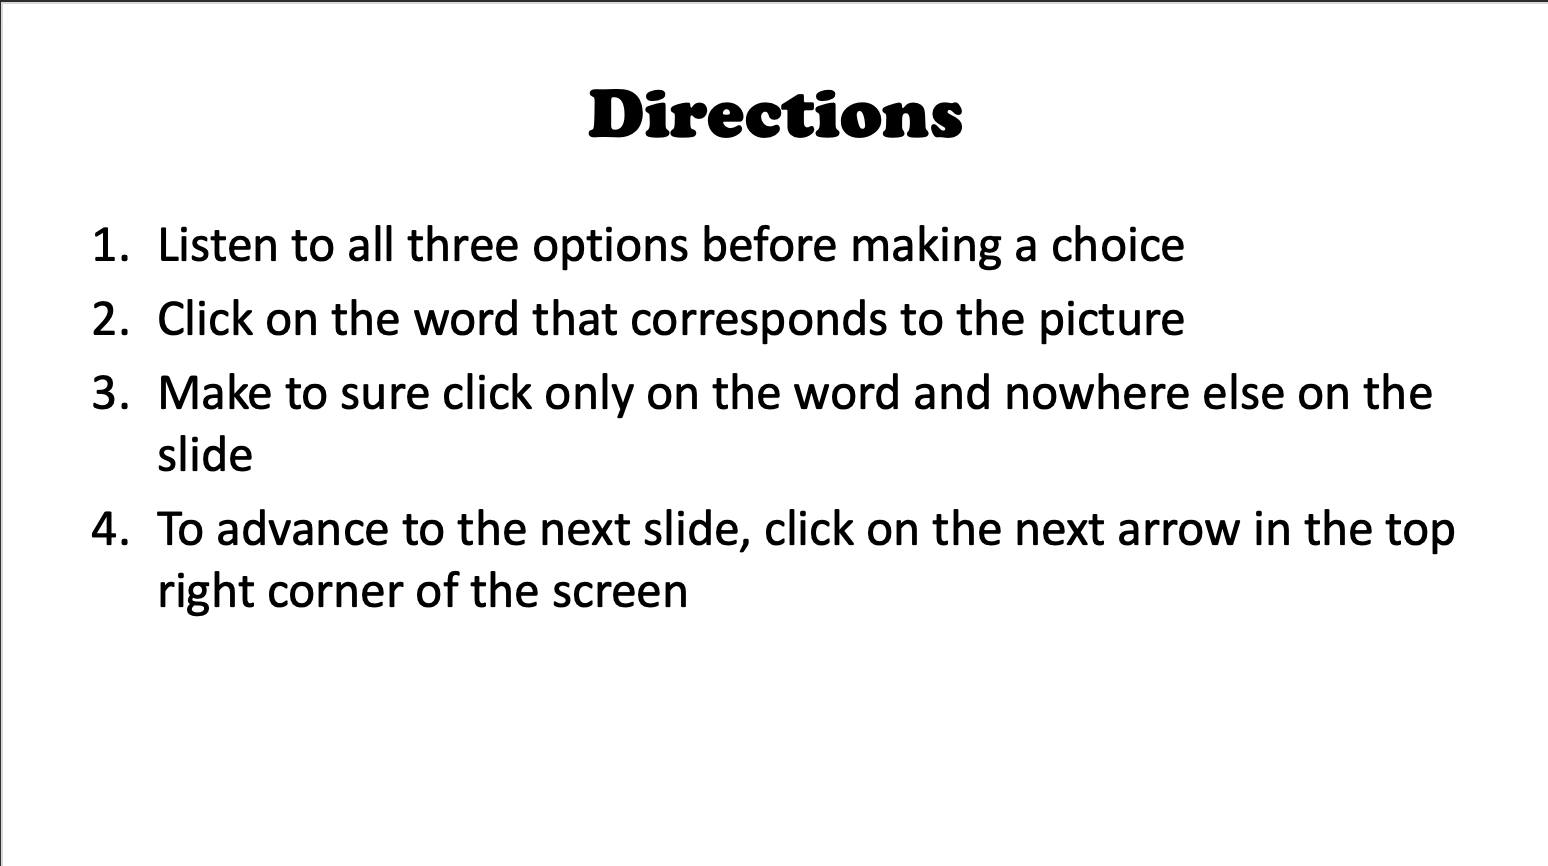 Directions
1. Listen to all three options before making a choice
2. Click on the word that corresponds to the picture
3. Make to sure click only on the word and nowhere else on the
slide
4. To advance to the next slide, click on the next arrow in the top
right corner of the screen